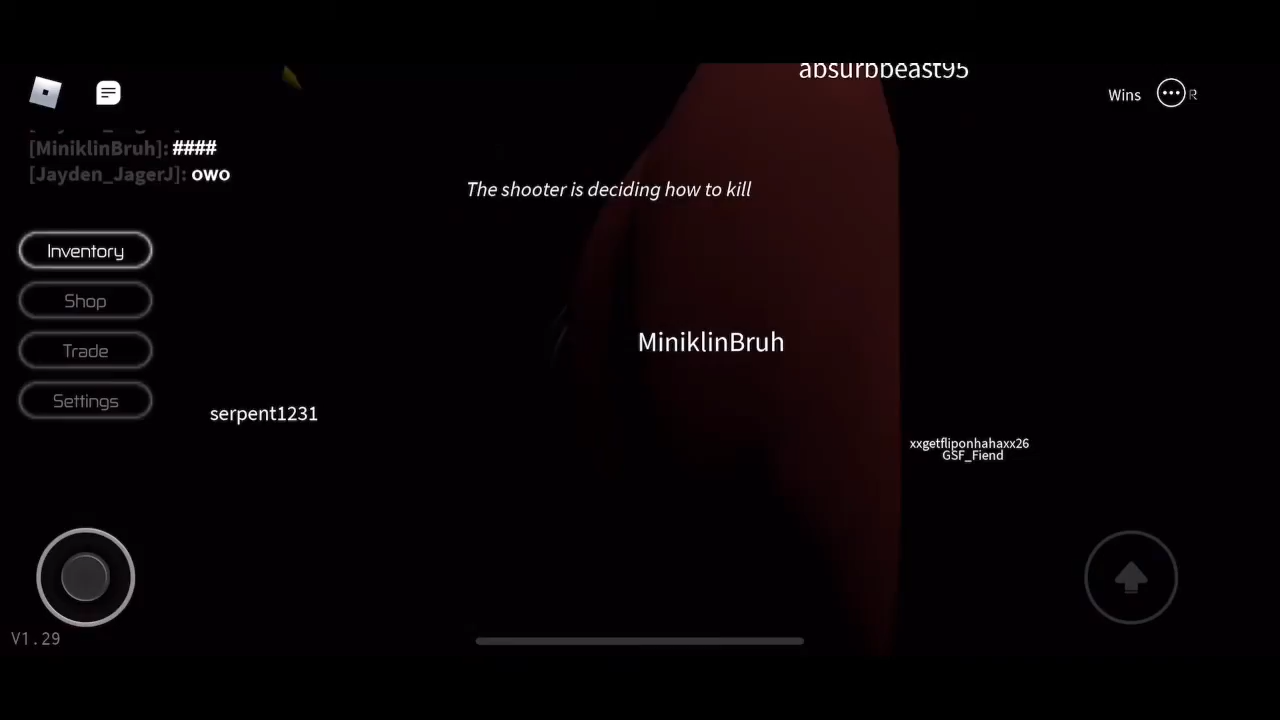 absurbbeast95
Wins
R
[MiniklinBruh]: ####
[Jayden_JagerJ]: owo
The shooter is deciding how to kill
Inventory
Shop
Trade
Settings
MiniklinBruh
serpent1231
xxgetfliponhahaxx26
GSF_Fiend
V1.29